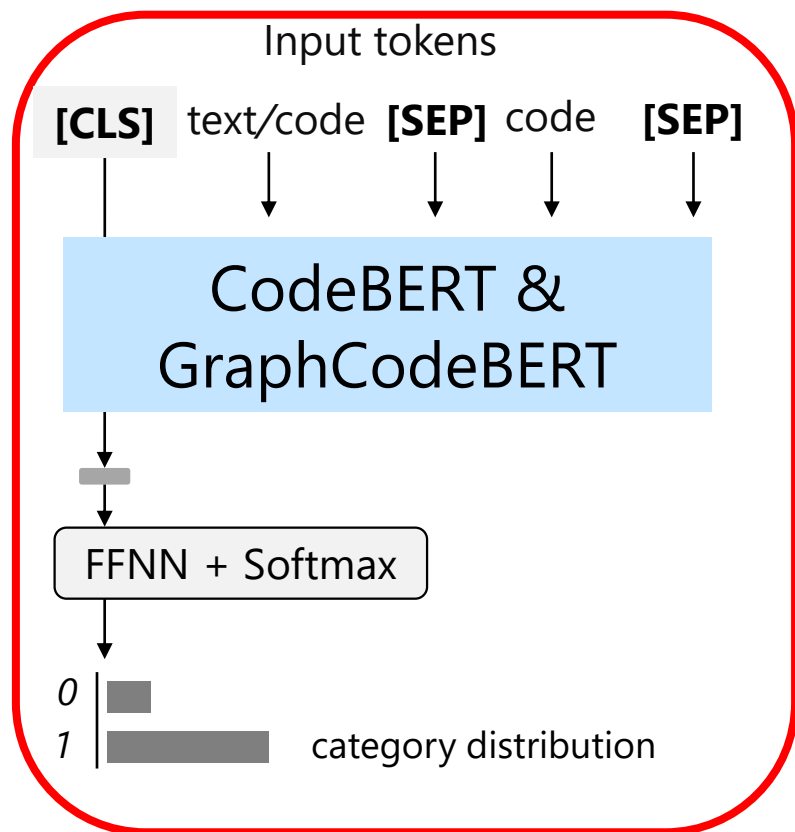 Input tokens
[CLS] text/code [SEP] code [SEP]
CodeBERT &
GraphCodeBERT
FFNN + Softmax
0
1 category distribution